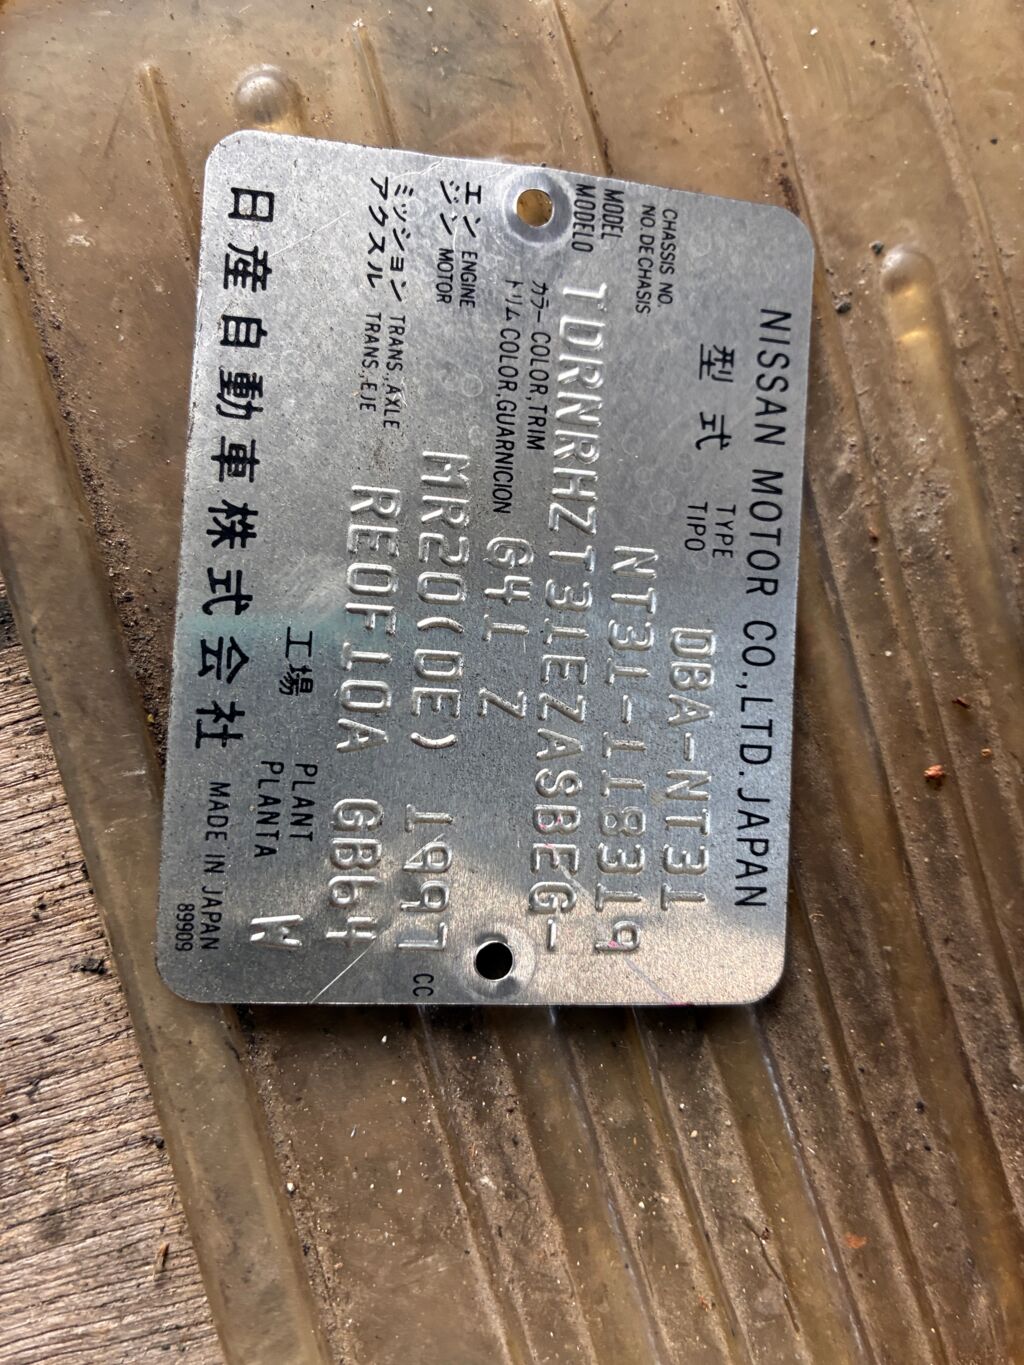 NISSAN MOTOR CO.,LTD. JAPAN
型式 TYPE TIPO DBA-NT31
CHASSIS NO. NO. DE CHASIS NT31-118319
MODEL MODELO TDRNRHZT31EZASBEG-
カラー COLOR,TRIM
トリム COLOR,GUARNICION G41 Z
エン ENGINE
ジン MOTOR MR20(DE) 1997 CC
ミッション TRANS.,AXLE
アクスル TRANS.,EJE RE0F10A GB64
工場 PLANT PLANTA W
日産自動車株式会社 MADE IN JAPAN
89909